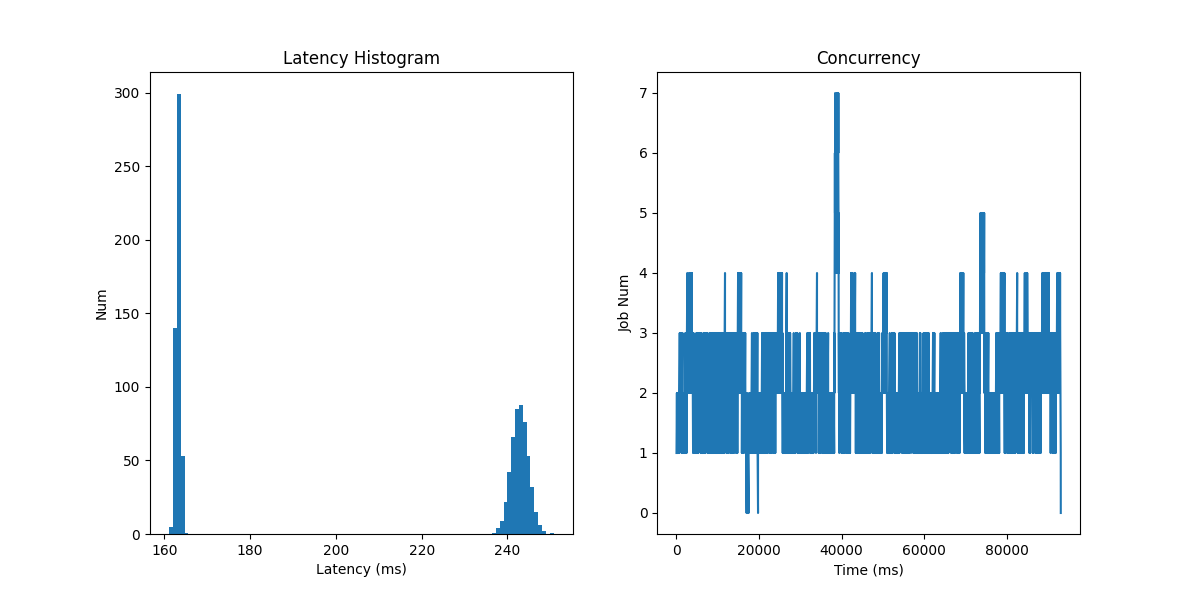 Latency Histogram
Num
300
250
200
150
100
50
0
160 180 200 220 240
Latency (ms)
Concurrency
Job Num
7
6
5
4
3
2
1
0
0 20000 40000 60000 80000
Time (ms)